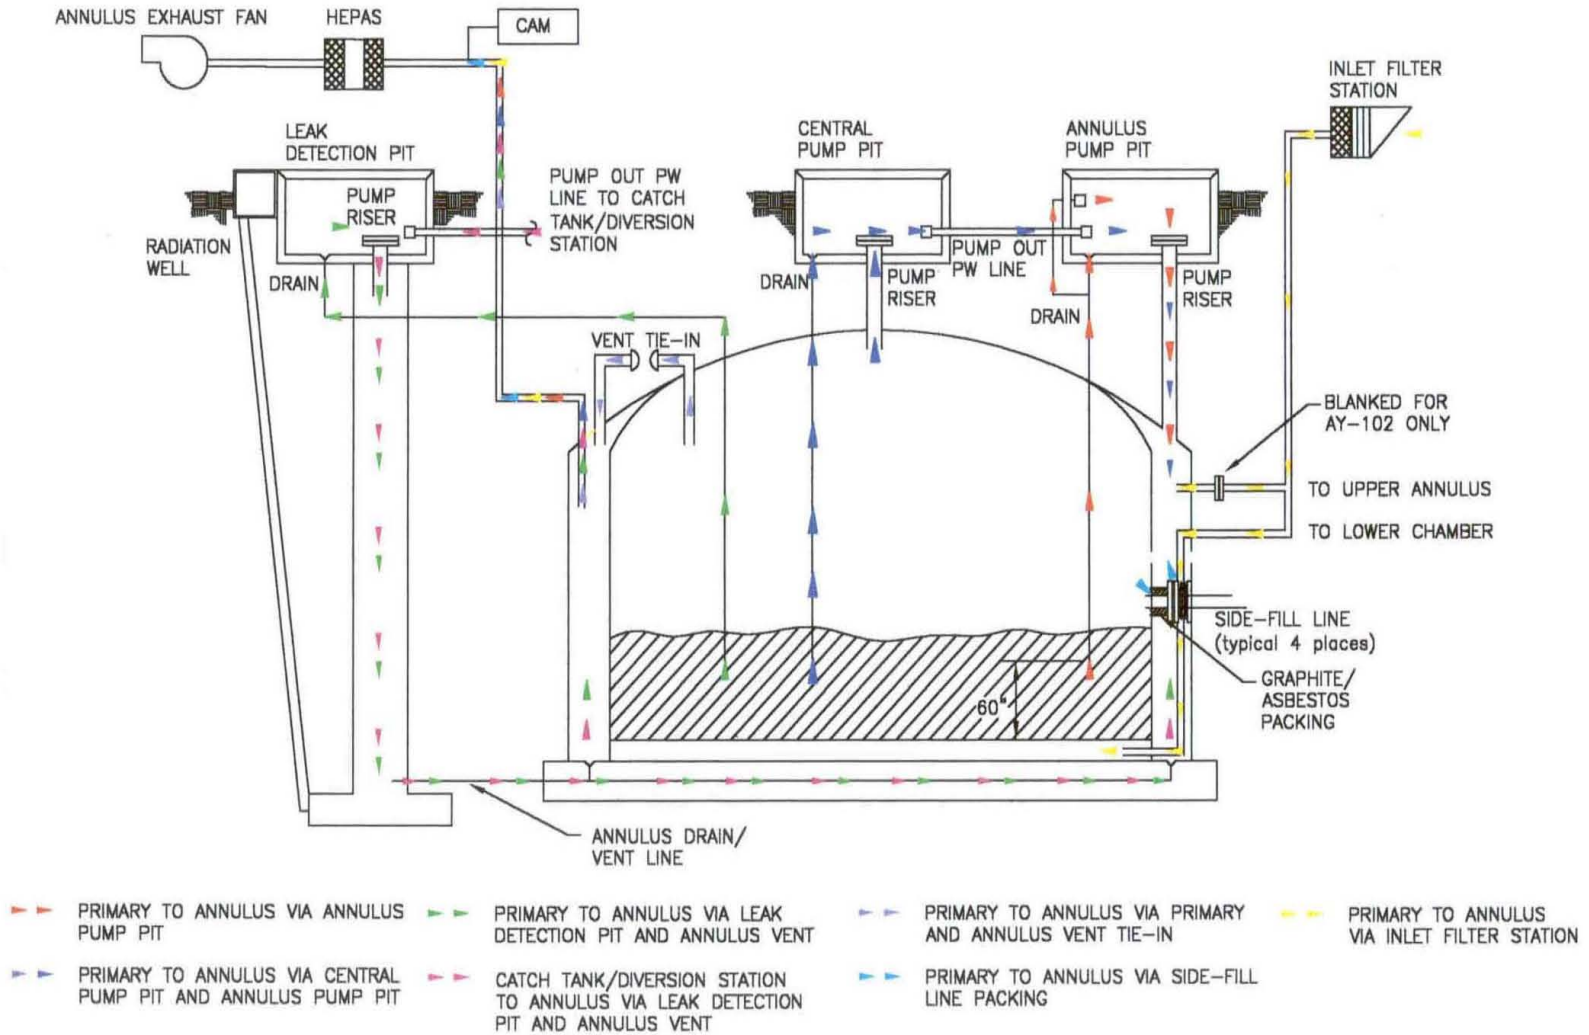 ANNULUS EXHAUST FAN
HEPAS
CAM
INLET FILTER
STATION
LEAK
DETECTION PIT
CENTRAL
PUMP PIT
ANNULUS
PUMP PIT
PUMP
RISER
PUMP OUT PW
LINE TO CATCH
TANK/DIVERSION
STATION
RADIATION
WELL
DRAIN
DRAIN
PUMP
RISER
PUMP OUT
PW LINE
DRAIN
PUMP
RISER
VENT TIE-IN
BLANKED FOR
AY-102 ONLY
TO UPPER ANNULUS
TO LOWER CHAMBER
SIDE-FILL LINE
(typical 4 places)
GRAPHITE/
ASBESTOS
PACKING
60"
ANNULUS DRAIN/
VENT LINE
PRIMARY TO ANNULUS VIA ANNULUS
PUMP PIT
PRIMARY TO ANNULUS VIA LEAK
DETECTION PIT AND ANNULUS VENT
PRIMARY TO ANNULUS VIA PRIMARY
AND ANNULUS VENT TIE-IN
PRIMARY TO ANNULUS
VIA INLET FILTER STATION
PRIMARY TO ANNULUS VIA CENTRAL
PUMP PIT AND ANNULUS PUMP PIT
CATCH TANK/DIVERSION STATION
TO ANNULUS VIA LEAK DETECTION
PIT AND ANNULUS VENT
PRIMARY TO ANNULUS VIA SIDE-FILL
LINE PACKING